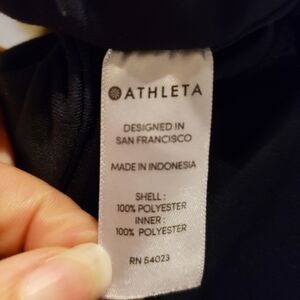 ATHLETA
DESIGNED IN
SAN FRANCISCO
MADE IN INDONESIA
SHELL :
100% POLYESTER
INNER :
100% POLYESTER
RN 54023